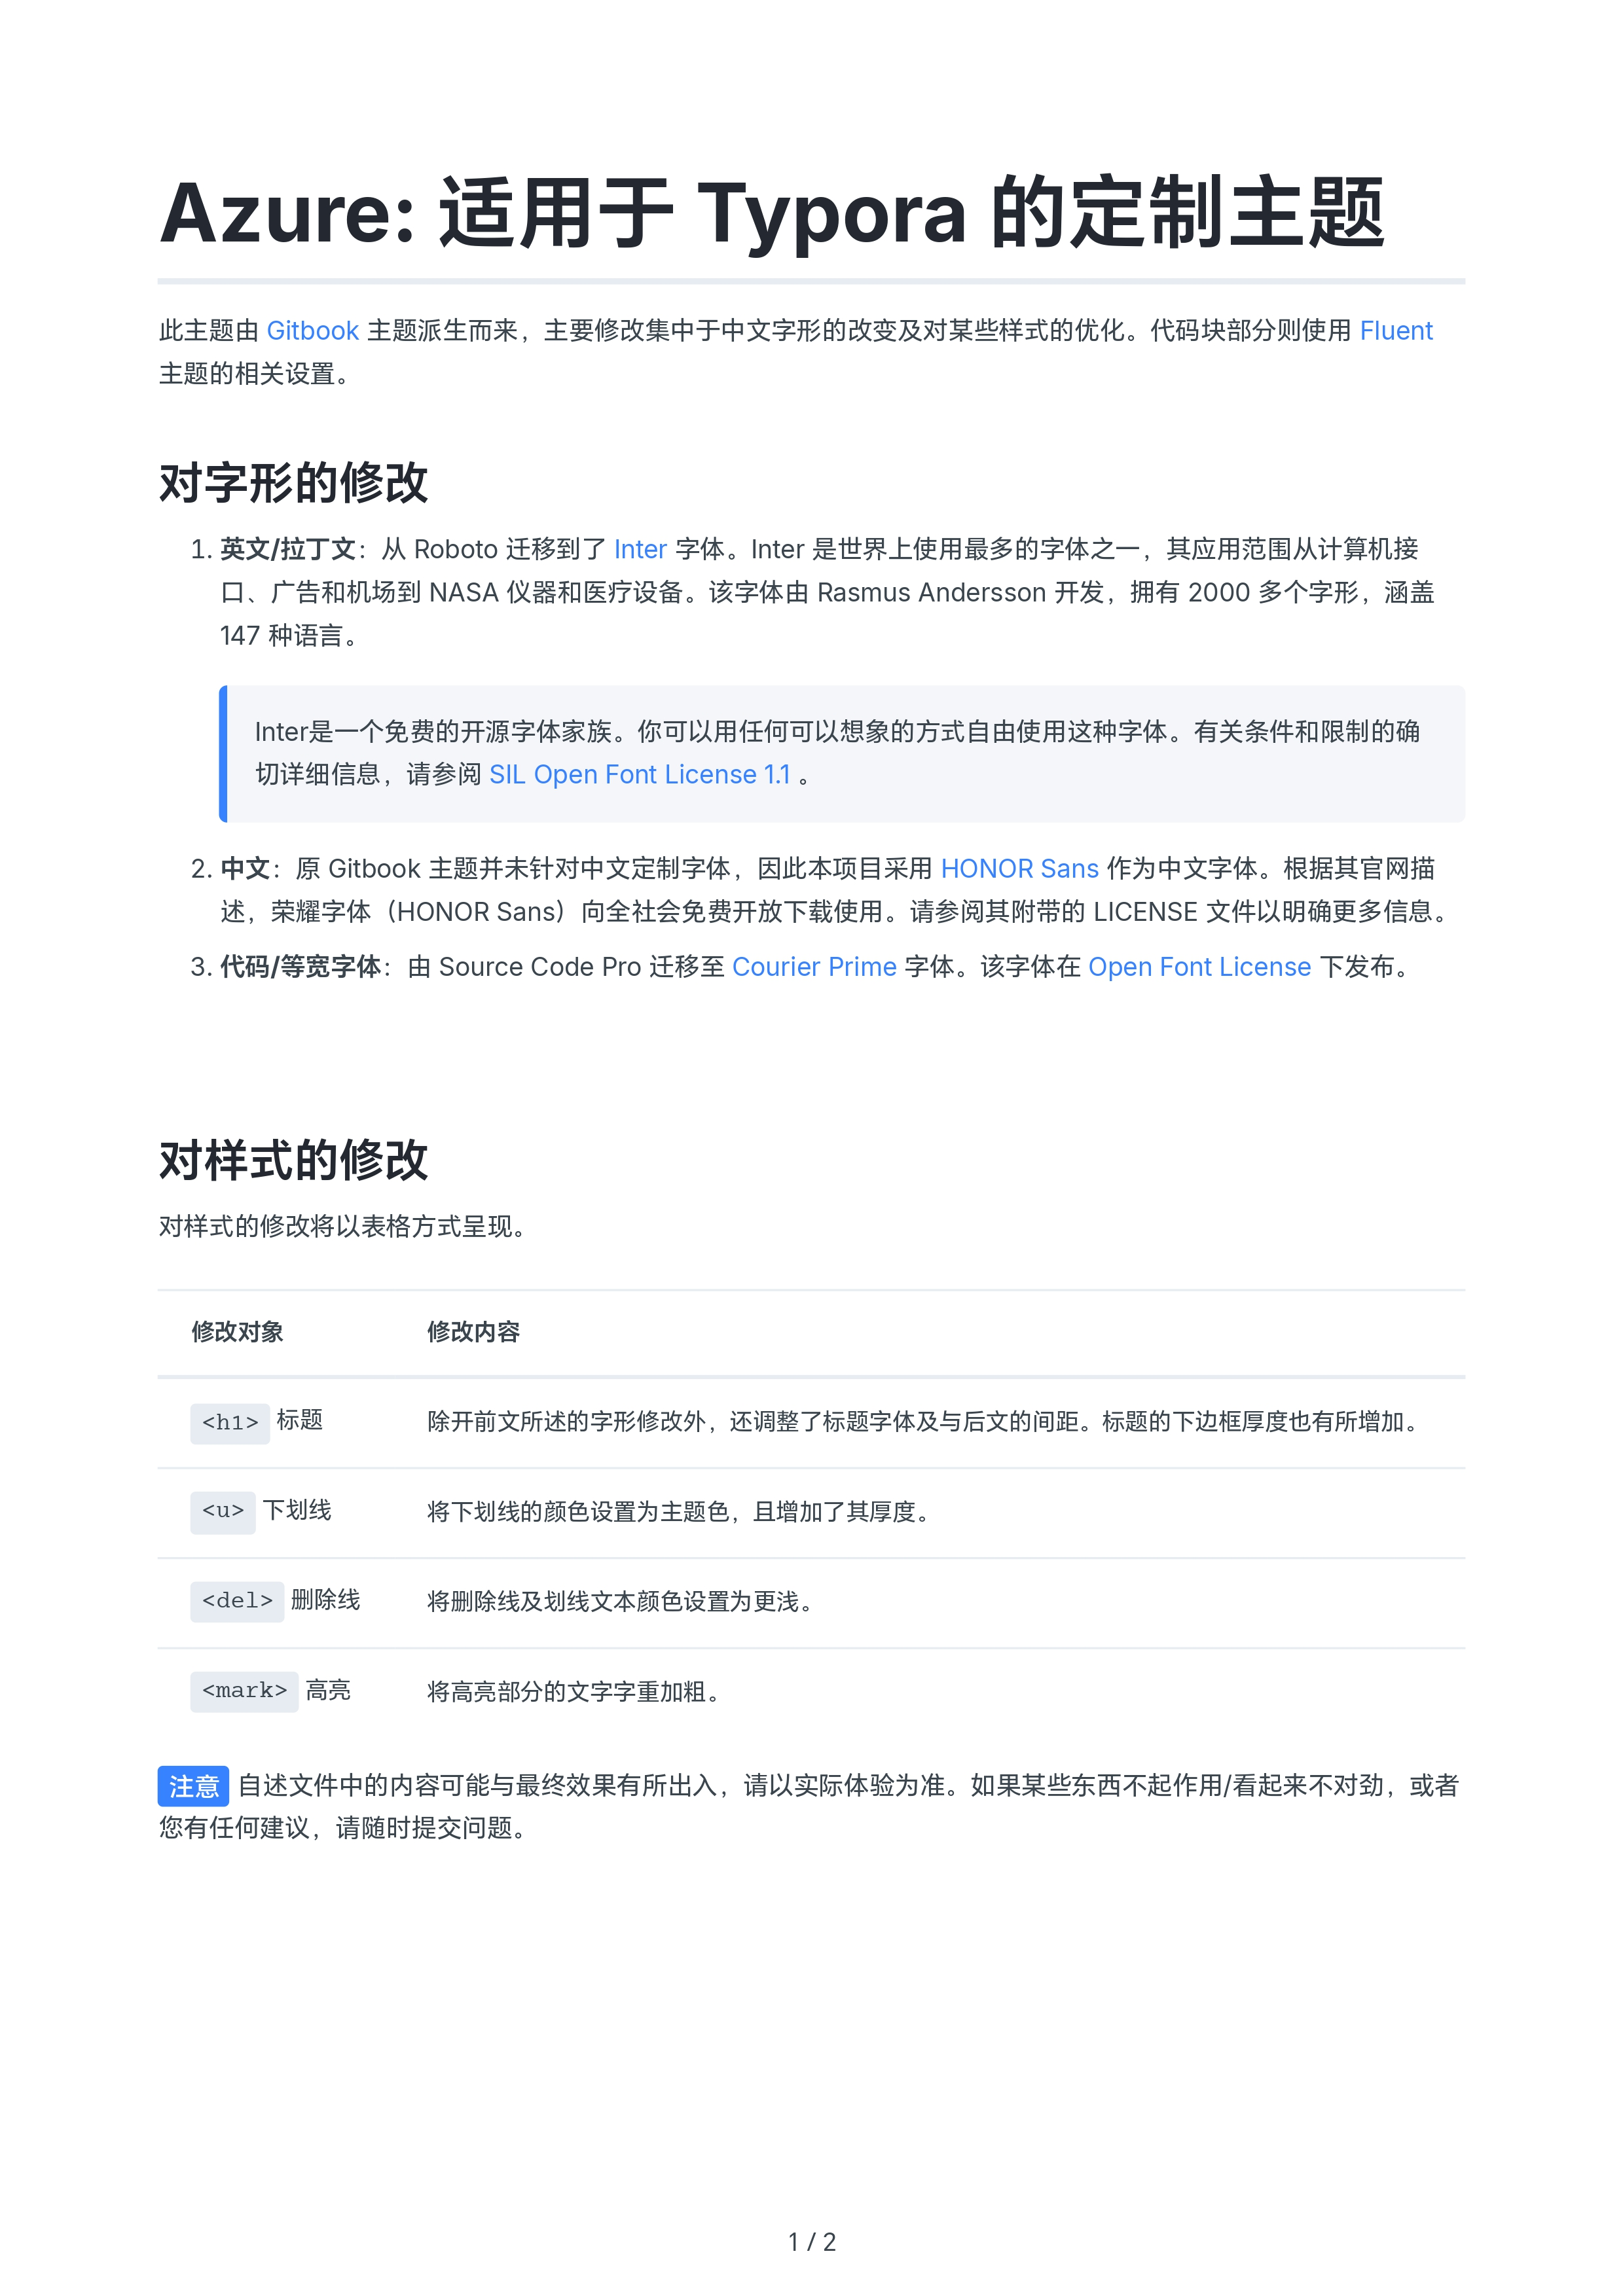 Azure: 适用于 Typora 的定制主题
此主题由 Gitbook 主题派生而来，主要修改集中于中文字形的改变及对某些样式的优化。代码块部分则使用 Fluent
主题的相关设置。
对字形的修改
1. 英文/拉丁文：从 Roboto 迁移到了 Inter 字体。Inter 是世界上使用最多的字体之一，其应用范围从计算机接
口、广告和机场到 NASA 仪器和医疗设备。该字体由 Rasmus Andersson 开发，拥有 2000 多个字形，涵盖
147 种语言。
Inter是一个免费的开源字体家族。你可以用任何可以想象的方式自由使用这种字体。有关条件和限制的确
切详细信息，请参阅 SIL Open Font License 1.1 。
2. 中文：原 Gitbook 主题并未针对中文定制字体，因此本项目采用 HONOR Sans 作为中文字体。根据其官网描
述，荣耀字体（HONOR Sans）向全社会免费开放下载使用。请参阅其附带的 LICENSE 文件以明确更多信息。
3. 代码/等宽字体：由 Source Code Pro 迁移至 Courier Prime 字体。该字体在 Open Font License 下发布。
对样式的修改
对样式的修改将以表格方式呈现。
修改对象 修改内容
<h1> 标题 除开前文所述的字形修改外，还调整了标题字体及与后文的间距。标题的下边框厚度也有所增加。
<u> 下划线 将下划线的颜色设置为主题色，且增加了其厚度。
<del> 删除线 将删除线及划线文本颜色设置为更浅。
<mark> 高亮 将高亮部分的文字字重加粗。
注意 自述文件中的内容可能与最终效果有所出入，请以实际体验为准。如果某些东西不起作用/看起来不对劲，或者
您有任何建议，请随时提交问题。
1 / 2